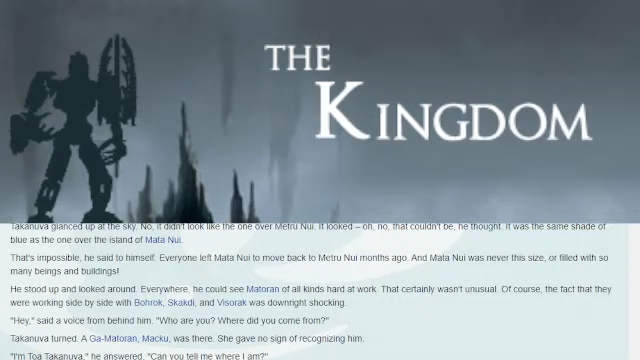 THE
KINGDOM
Takanuva glanced up at the sky. No, it didn't look like the one over Metru Nui. It looked – oh, no, that couldn't be, he thought. It was the same shade of
blue as the one over the island of Mata Nui.
That's impossible, he said to himself. Everyone left Mata Nui to move back to Metru Nui months ago. And Mata Nui was never this size, or filled with so
many beings and buildings!
He stood up and looked around. Everywhere, he could see Matoran of all kinds hard at work. That certainly wasn't unusual. Of course, the fact that they
were working side by side with Bohrok, Skakdi, and Visorak was downright shocking.
"Hey," said a voice from behind him. "Who are you? Where did you come from?"
Takanuva turned. A Ga-Matoran, Macku, was there. She gave no sign of recognizing him.
"I'm Toa Takanuva," he answered. "Can you tell me where I am?"